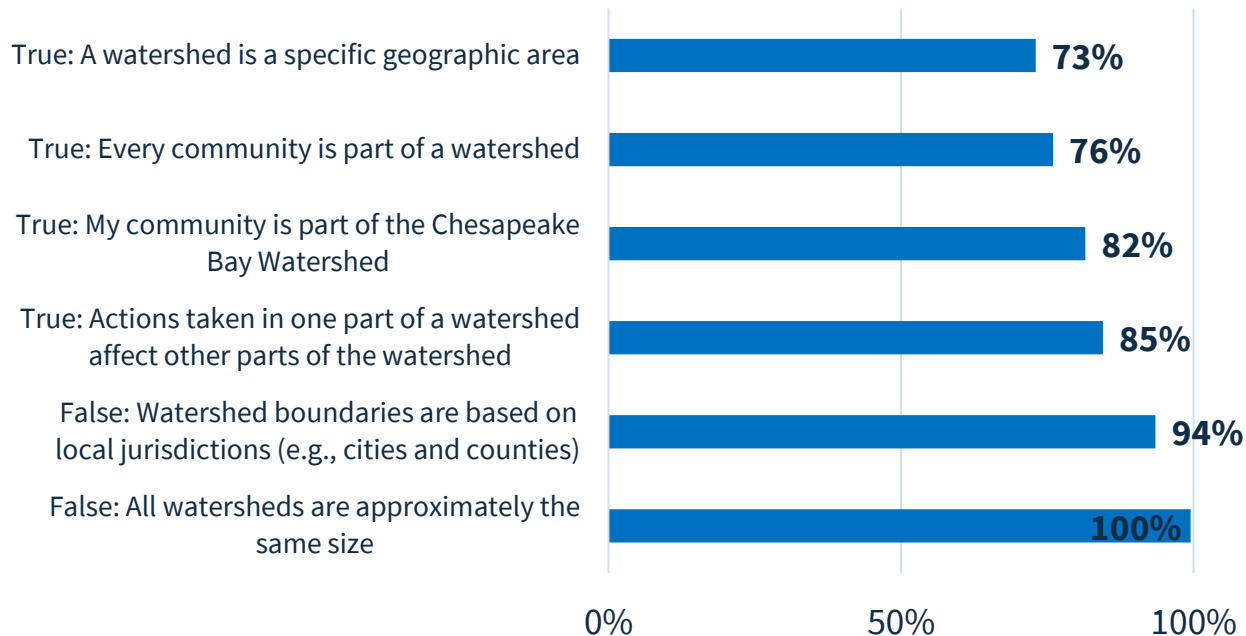 True: A watershed is a specific geographic area
73%
True: Every community is part of a watershed
76%
True: My community is part of the Chesapeake
Bay Watershed
82%
True: Actions taken in one part of a watershed
affect other parts of the watershed
85%
False: Watershed boundaries are based on
local jurisdictions (e.g., cities and counties)
94%
False: All watersheds are approximately the
same size
100%
0%
50%
100%